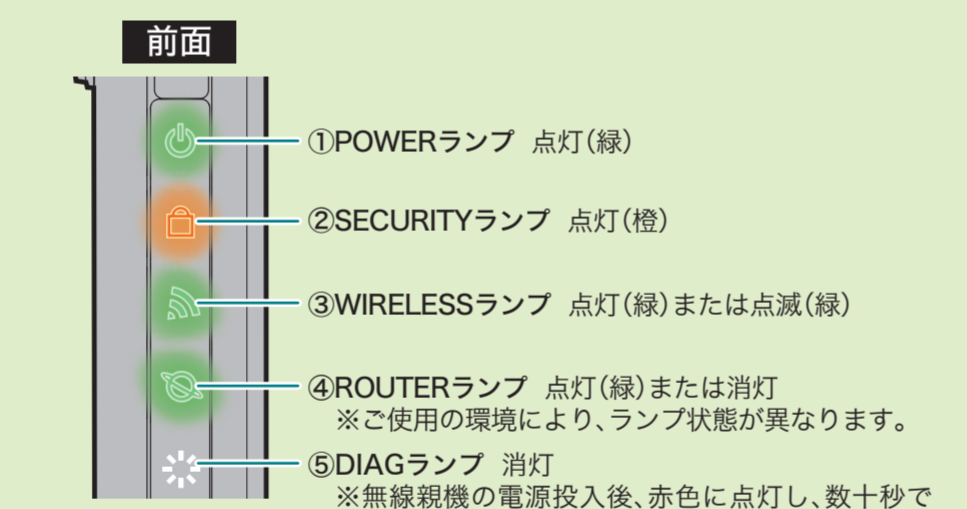 前面
①POWERランプ 点灯(緑)
②SECURITYランプ 点灯(橙)
③WIRELESSランプ 点灯(緑)または点滅(緑)
④ROUTERランプ 点灯(緑)または消灯
※ご使用の環境により、ランプ状態が異なります。
⑤DIAGランプ 消灯
※無線親機の電源投入後、赤色に点灯し、数十秒で